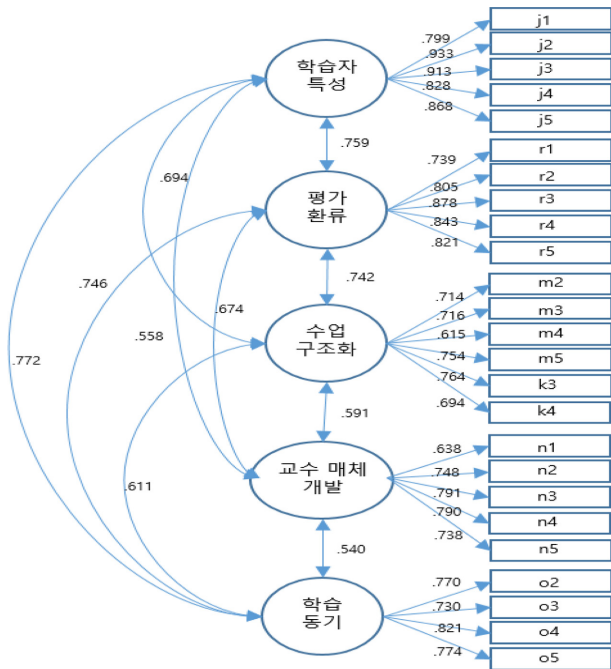 학습자
특성
평가
환류
수업
구조화
교수 매체
개발
학습
동기
.759
.742
.591
.540
.694
.746
.558
.674
.772
.611
.799
.933
.913
.828
.868
.739
.805
.878
.843
.821
.714
.716
.615
.754
.764
.694
.638
.748
.791
.790
.738
.770
.730
.821
.774
j1
j2
j3
j4
j5
r1
r2
r3
r4
r5
m2
m3
m4
m5
k3
k4
n1
n2
n3
n4
n5
o2
o3
o4
o5